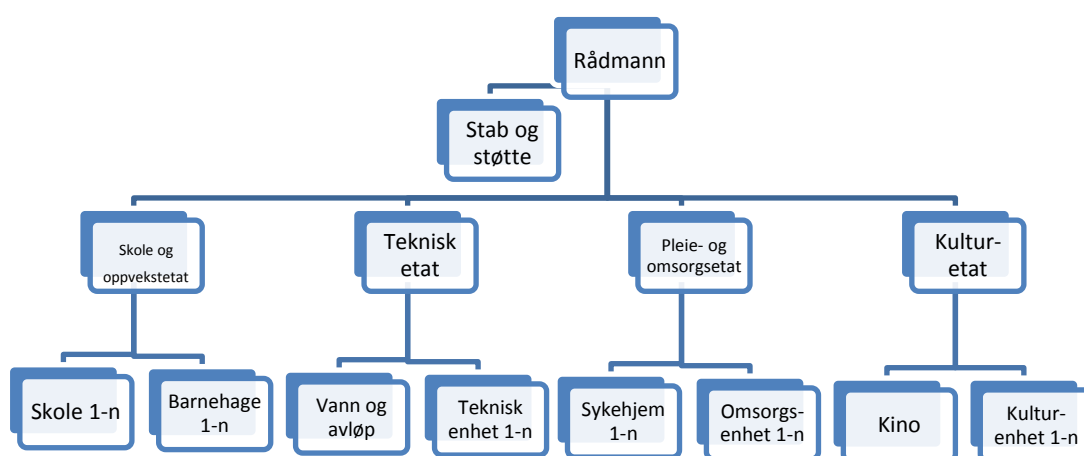 Rådmann
Stab og
støtte
Skole og
oppvekstetat
Teknisk
etat
Pleie- og
omsorgsetat
Kultur-
etat
Skole 1-n
Barnehage
1-n
Vann og
avløp
Teknisk
enhet 1-n
Sykehjem
1-n
Omsorgs-
enhet 1-n
Kino
Kultur-
enhet 1-n